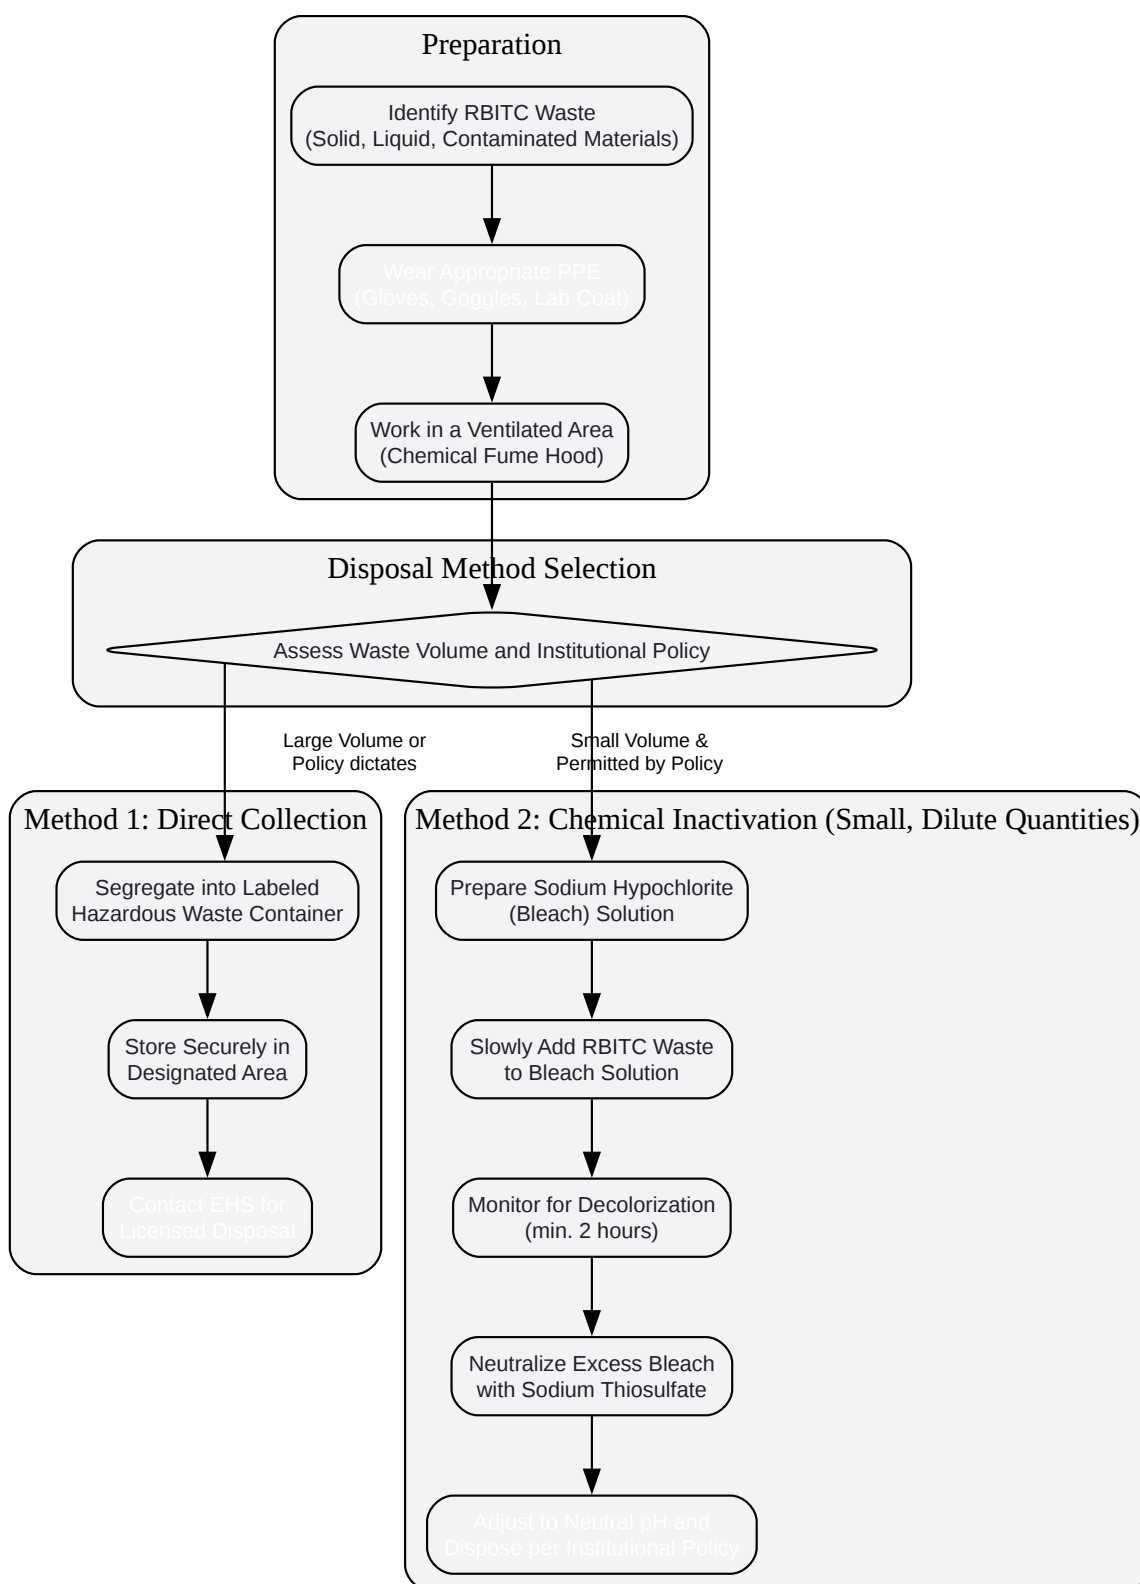 Preparation
Identify RBITC Waste
(Solid, Liquid, Contaminated Materials)
Wear Appropriate PPE
(Gloves, Goggles, Lab Coat)
Work in a Ventilated Area
(Chemical Fume Hood)
Disposal Method Selection
Assess Waste Volume and Institutional Policy
Large Volume or
Policy dictates
Small Volume &
Permitted by Policy
Method 1: Direct Collection
Segregate into Labeled
Hazardous Waste Container
Store Securely in
Designated Area
Contact EHS for
Licensed Disposal
Method 2: Chemical Inactivation (Small, Dilute Quantities)
Prepare Sodium Hypochlorite
(Bleach) Solution
Slowly Add RBITC Waste
to Bleach Solution
Monitor for Decolorization
(min. 2 hours)
Neutralize Excess Bleach
with Sodium Thiosulfate
Adjust to Neutral pH and
Dispose per Institutional Policy